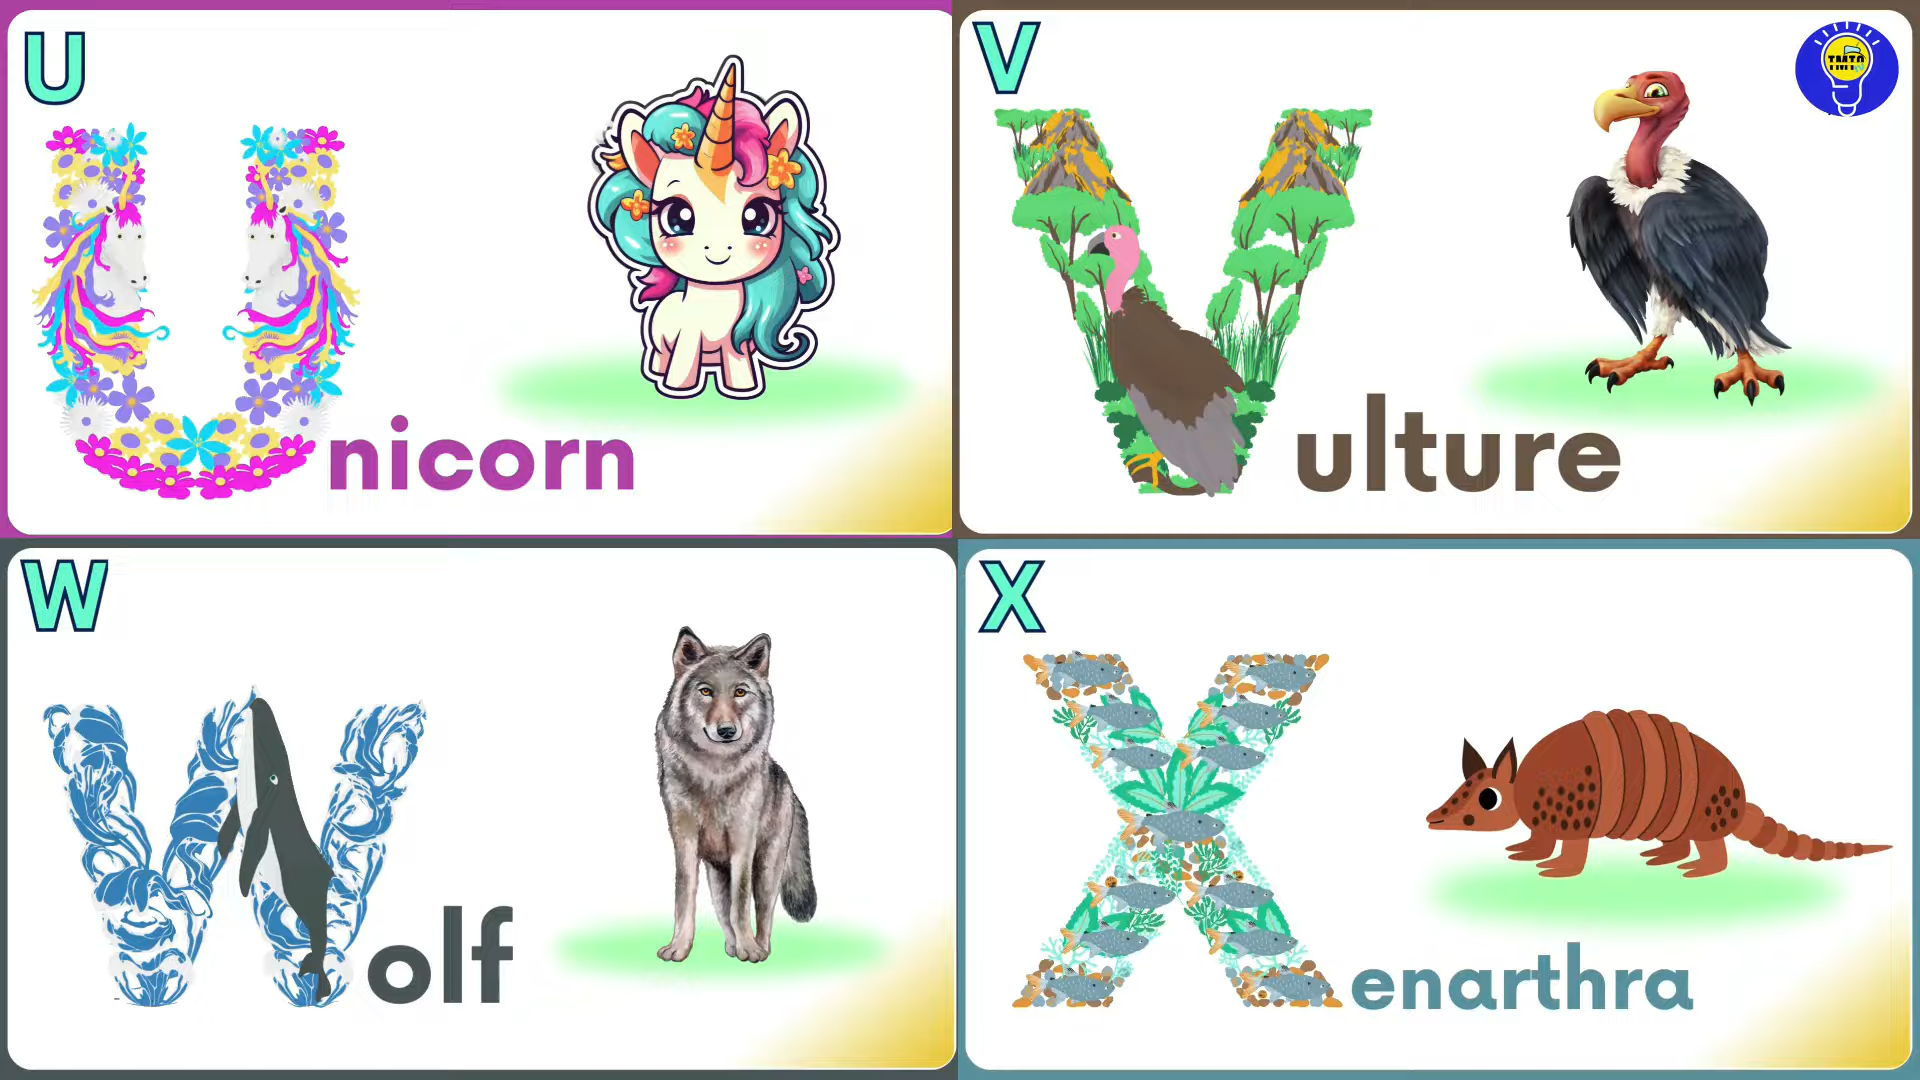 U
Unicorn
V
Vulture
W
Wolf
X
Xenarthra